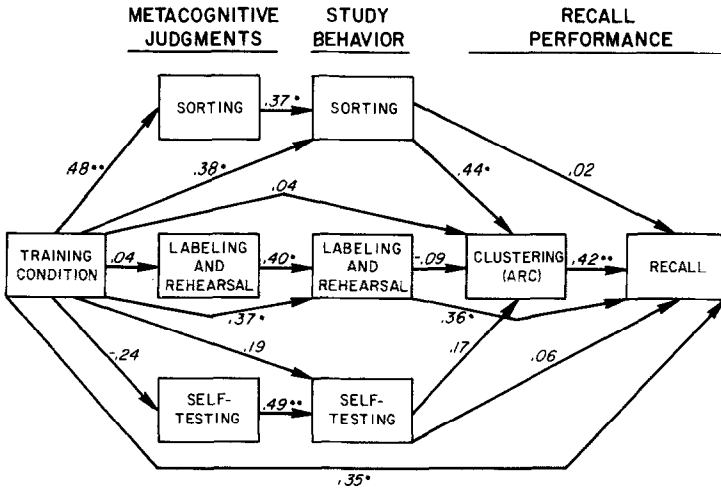 METACOGNITIVE JUDGMENTS
STUDY BEHAVIOR
RECALL PERFORMANCE
SORTING
.37*
SORTING
.48**
.38*
.04
.44*
.02
TRAINING CONDITION
.04
LABELING AND REHEARSAL
.40*
LABELING AND REHEARSAL
-.09
CLUSTERING (ARC)
.42**
RECALL
.37*
.36*
-.24
.19
.17
.06
SELF-TESTING
.49**
SELF-TESTING
.35*